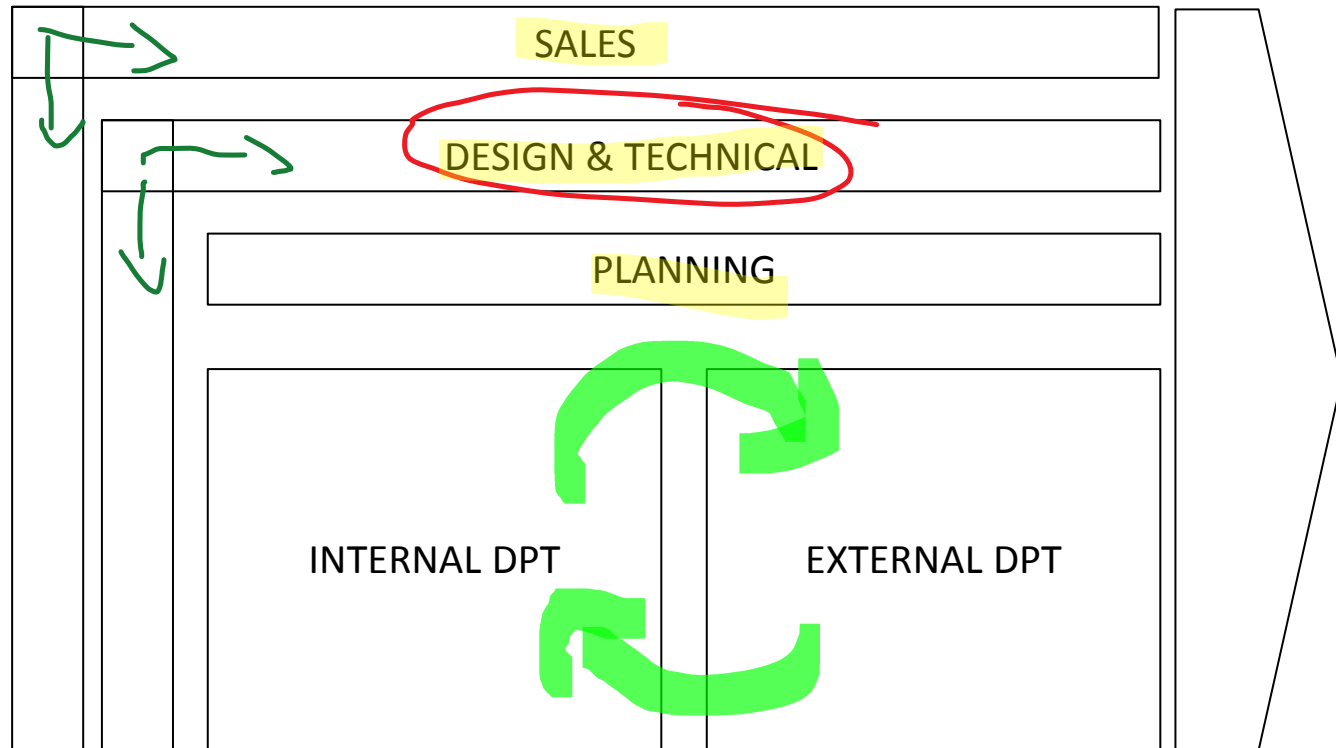 SALES
DESIGN & TECHNICAL
PLANNING
INTERNAL DPT
EXTERNAL DPT